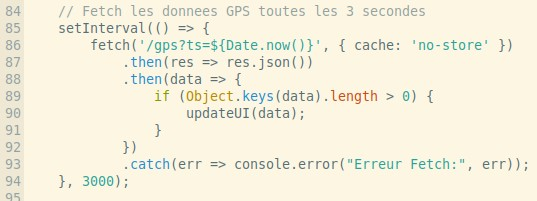 84 // Fetch les donnees GPS toutes les 3 secondes
85 setInterval(() => {
86 fetch('/gps?ts=${Date.now()}', { cache: 'no-store' })
87 .then(res => res.json())
88 .then(data => {
89 if (Object.keys(data).length > 0) {
90 updateUI(data);
91 }
92 })
93 .catch(err => console.error("Erreur Fetch:", err));
94 }, 3000);
95